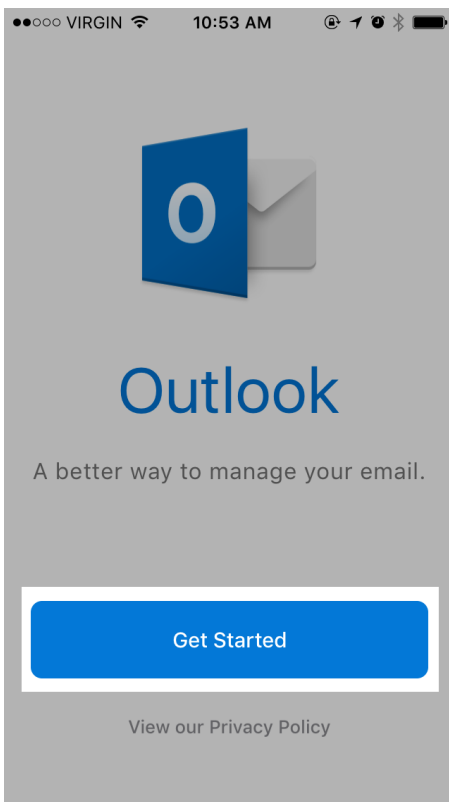 VIRGIN 10:53 AM
O
Outlook
A better way to manage your email.
Get Started
View our Privacy Policy